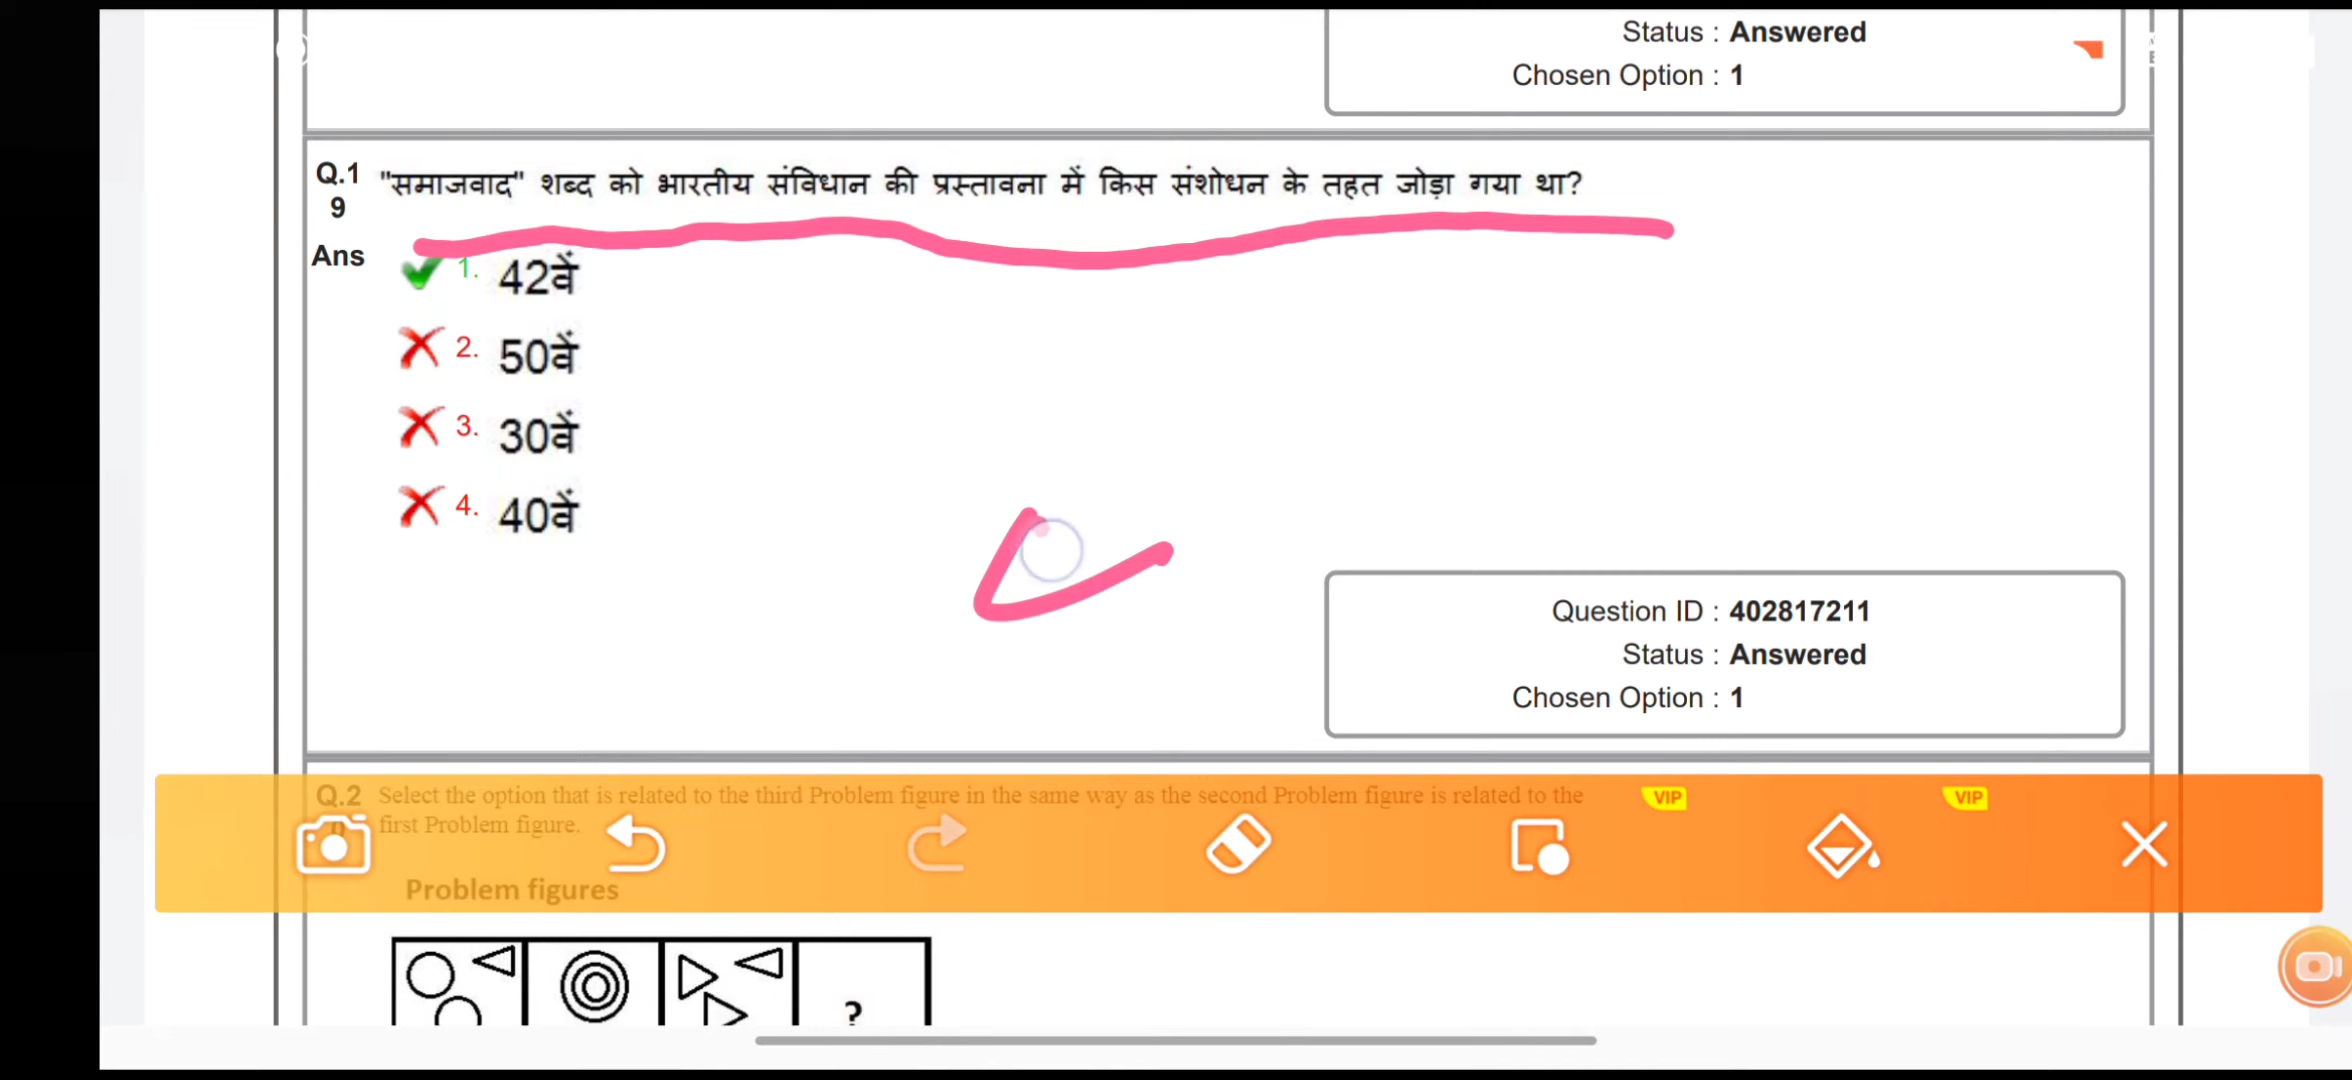 Status : Answered
Chosen Option : 1
Q.1 "समाजवाद" शब्द को भारतीय संविधान की प्रस्तावना में किस संशोधन के तहत जोड़ा गया था?
9
Ans
1. 42वें
2. 50वें
3. 30वें
4. 40वें
Question ID : 402817211
Status : Answered
Chosen Option : 1
Q.2 Select the option that is related to the third Problem figure in the same way as the second Problem figure is related to the
first Problem figure.
VIP
VIP
Problem figures
?